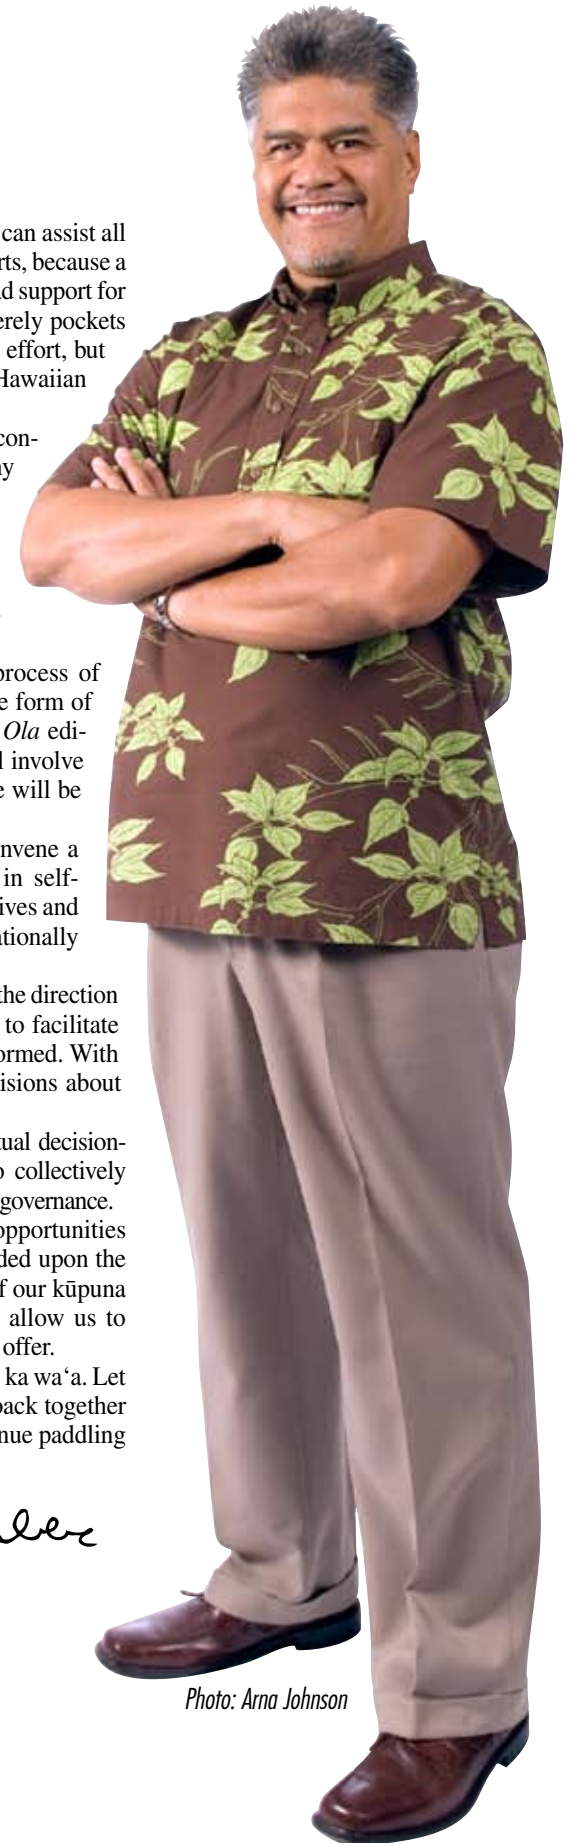 can assist all
rts, because a
d support for
erely pockets
effort, but
Hawaiian
con-
ny
process of
e form of
Ola edi-
l involve
e will be
nvene a
in self-
ives and
ationally
the direction
to facilitate
ormed. With
isions about
tual decision-
o collectively
governance.
opportunities
ded upon the
f our kūpuna
allow us to
offer.
ka wa‘a. Let
back together
nue paddling
Photo: Arna Johnson